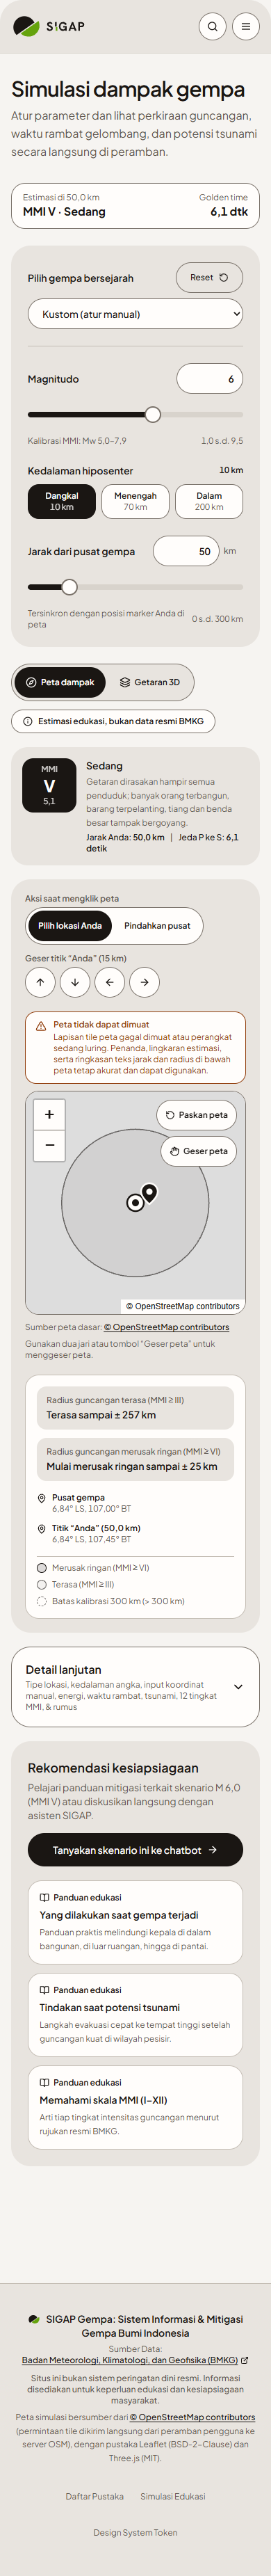 SIGAP
Simulasi dampak gempa
Atur parameter dan lihat perkiraan guncangan,
waktu rambat gelombang, dan potensi tsunami
secara langsung di peramban.
Estimasi di 50,0 km
Golden time
MMI V · Sedang
6,1 dtk
Pilih gempa bersejarah
Reset
Kustom (atur manual)
Magnitudo
6
Kalibrasi MMI: Mw 5,0–7,9
1,0 s.d. 9,5
Kedalaman hiposenter
10 km
Dangkal
10 km
Menengah
70 km
Dalam
200 km
Jarak dari pusat gempa
50
km
Tersinkron dengan posisi marker Anda di
peta
0 s.d. 300 km
Peta dampak
Getaran 3D
Estimasi edukasi, bukan data resmi BMKG
MMI
V
5,1
Sedang
Getaran dirasakan hampir semua
penduduk; banyak orang terbangun,
barang terpelanting, tiang dan benda
besar tampak bergoyang.
Jarak Anda: 50,0 km | Jeda P ke S: 6,1
detik
Aksi saat mengklik peta
Pilih lokasi Anda
Pindahkan pusat
Geser titik “Anda” (15 km)
Peta tidak dapat dimuat
Lapisan tile peta gagal dimuat atau perangkat
sedang luring. Penanda, lingkaran estimasi,
serta ringkasan teks jarak dan radius di bawah
peta tetap akurat dan dapat digunakan.
+
−
Paskan peta
Geser peta
© OpenStreetMap contributors
Sumber peta dasar: © OpenStreetMap contributors
Gunakan dua jari atau tombol "Geser peta" untuk
menggeser peta.
Radius guncangan terasa (MMI ≥ III)
Terasa sampai ± 257 km
Radius guncangan merusak ringan (MMI ≥ VI)
Mulai merusak ringan sampai ± 25 km
Pusat gempa
6,84° LS, 107,00° BT
Titik “Anda” (50,0 km)
6,84° LS, 107,45° BT
Merusak ringan (MMI ≥ VI)
Terasa (MMI ≥ III)
Batas kalibrasi 300 km (> 300 km)
Detail lanjutan
Tipe lokasi, kedalaman angka, input koordinat
manual, energi, waktu rambat, tsunami, 12 tingkat
MMI, & rumus
Rekomendasi kesiapsiagaan
Pelajari panduan mitigasi terkait skenario M 6,0
(MMI V) atau diskusikan langsung dengan
asisten SIGAP.
Tanyakan skenario ini ke chatbot
Panduan edukasi
Yang dilakukan saat gempa terjadi
Panduan praktis melindungi kepala di dalam
bangunan, di luar ruangan, hingga di pantai.
Panduan edukasi
Tindakan saat potensi tsunami
Langkah evakuasi cepat ke tempat tinggi setelah
guncangan kuat di wilayah pesisir.
Panduan edukasi
Memahami skala MMI (I–XII)
Arti tiap tingkat intensitas guncangan menurut
rujukan resmi BMKG.
SIGAP Gempa: Sistem Informasi & Mitigasi
Gempa Bumi Indonesia
Sumber Data:
Badan Meteorologi, Klimatologi, dan Geofisika (BMKG)
Situs ini bukan sistem peringatan dini resmi. Informasi
disediakan untuk keperluan edukasi dan kesiapsiagaan
masyarakat.
Peta simulasi bersumber dari © OpenStreetMap contributors
(permintaan tile dikirim langsung dari peramban pengguna ke
server OSM), dengan pustaka Leaflet (BSD-2-Clause) dan
Three.js (MIT).
Daftar Pustaka
Simulasi Edukasi
Design System Token